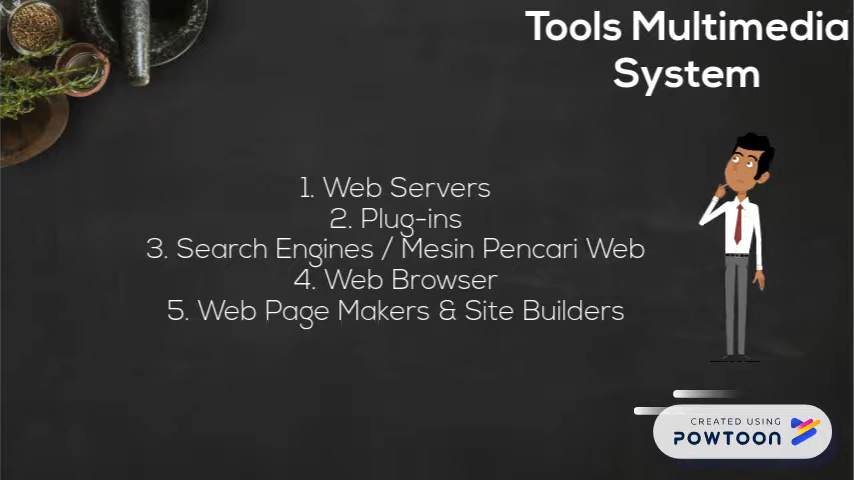 Tools Multimedia
System
1. Web Servers
2. Plug-ins
3. Search Engines / Mesin Pencari Web
4. Web Browser
5. Web Page Makers & Site Builders
CREATED USING
POWTOON